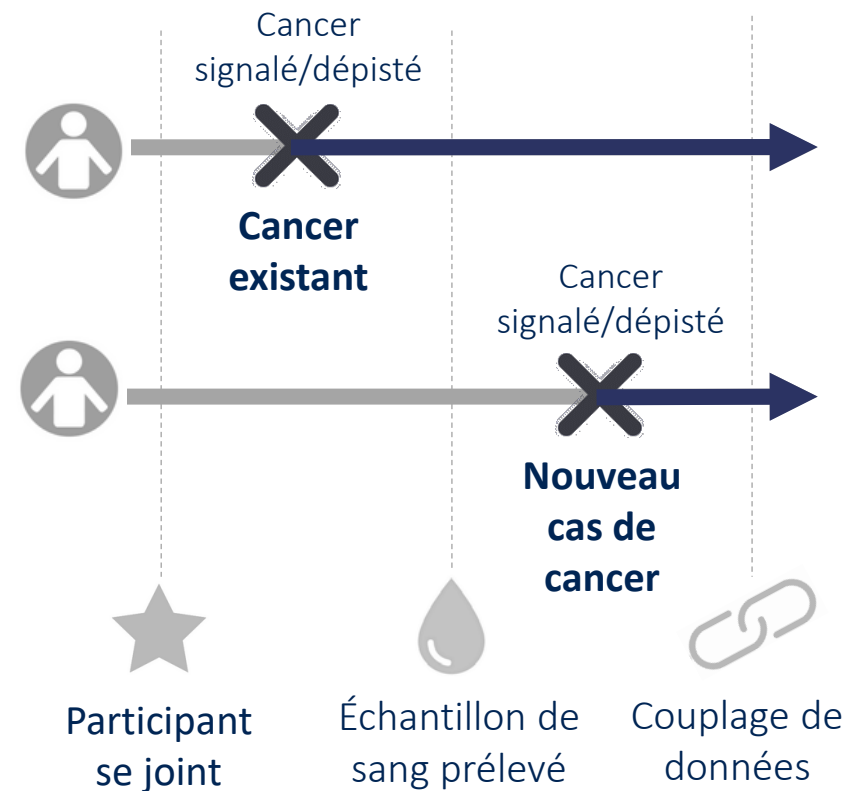 Cancer
signalé/dépisté
Cancer
existant
Cancer
signalé/dépisté
Nouveau
cas de
cancer
Participant
se joint
Échantillon de
sang prélevé
Couplage de
données